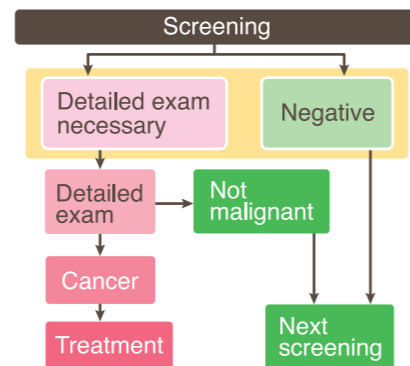 Screening
Detailed exam
necessary
Negative
Detailed
exam
Not
malignant
Cancer
Treatment
Next
screening